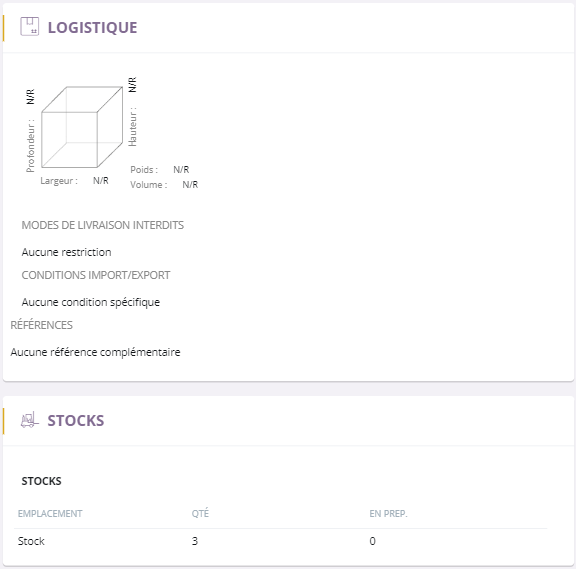 LOGISTIQUE
Profondeur : N/R
Hauteur : N/R
Largeur : N/R
Poids : N/R
Volume : N/R
MODES DE LIVRAISON INTERDITS
Aucune restriction
CONDITIONS IMPORT/EXPORT
Aucune condition spécifique
RÉFÉRENCES
Aucune référence complémentaire
STOCKS
STOCKS
EMPLACEMENT QTÉ EN PREP.
Stock 3 0